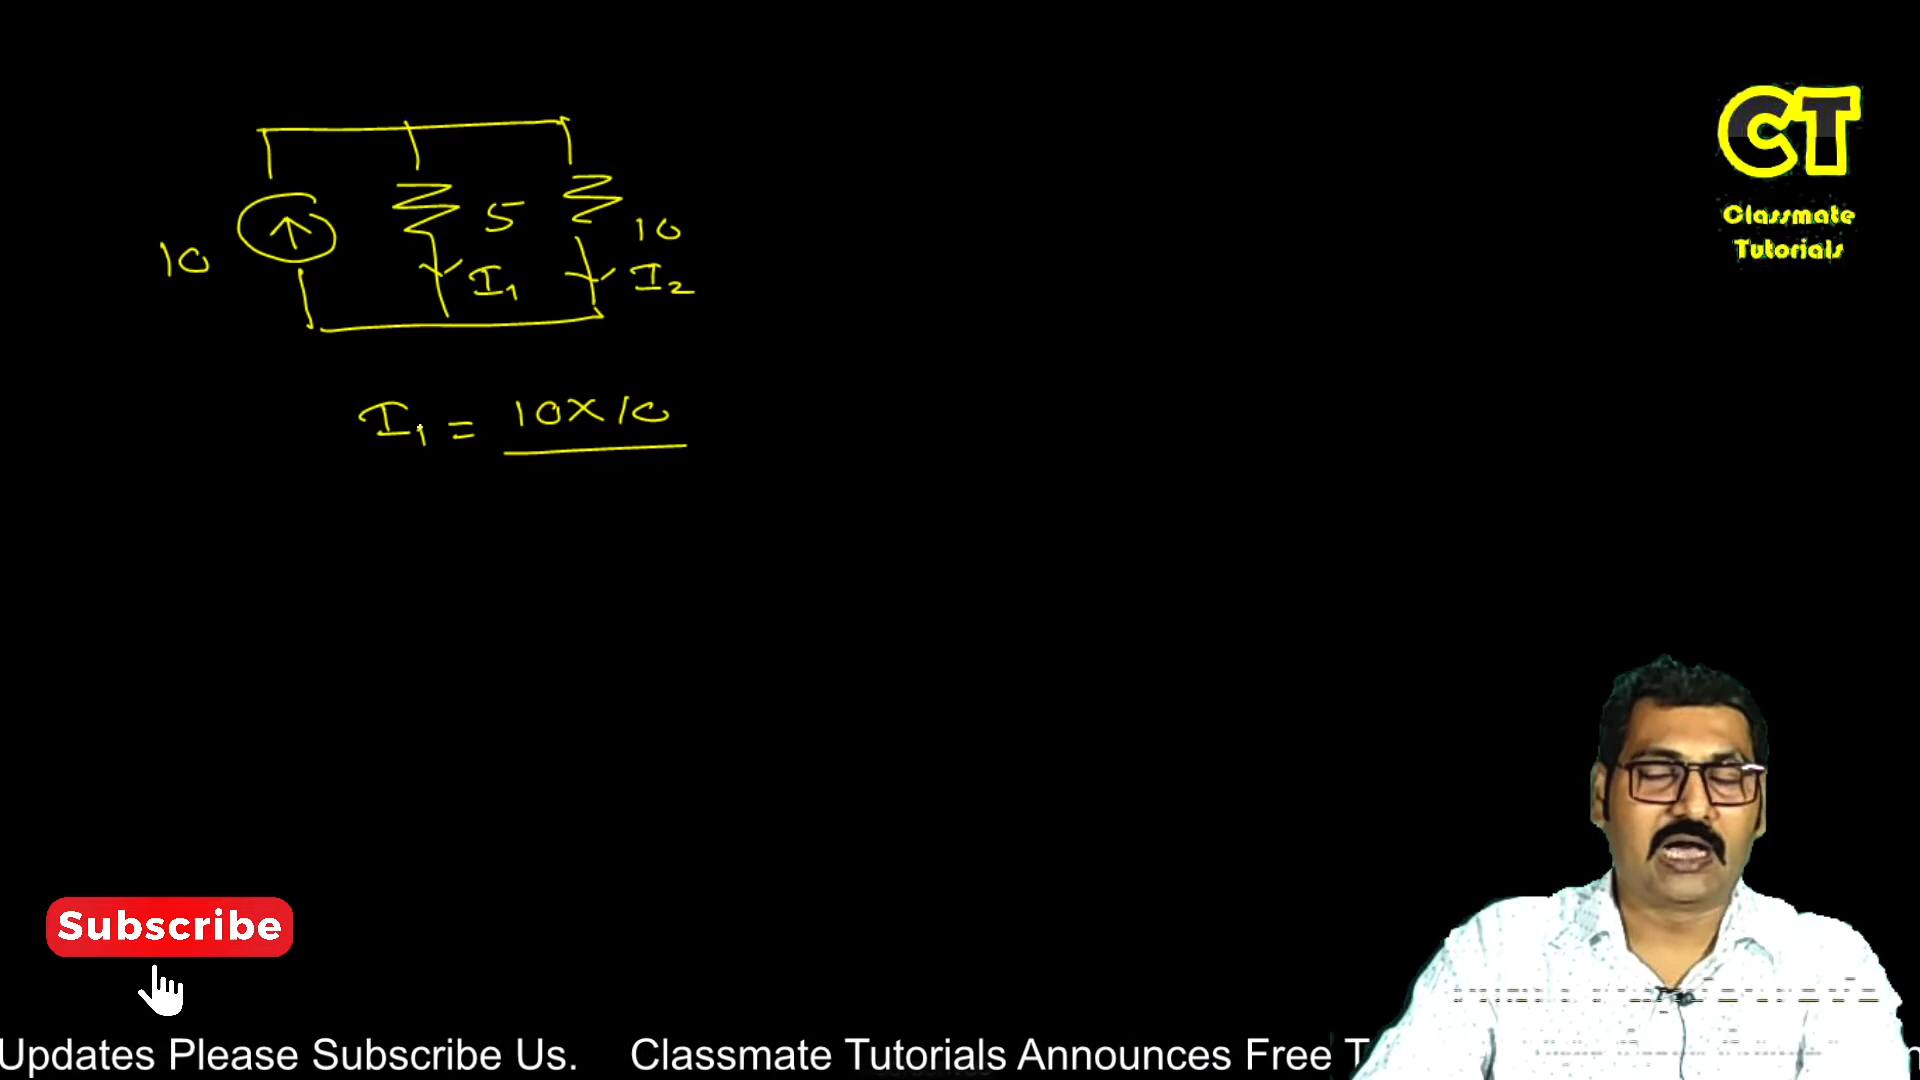 CT
Classmate
Tutorials
5
10
10
I₁
I₂
I₁ = 10x10
Subscribe
Updates Please Subscribe Us. Classmate Tutorials Announces Free T